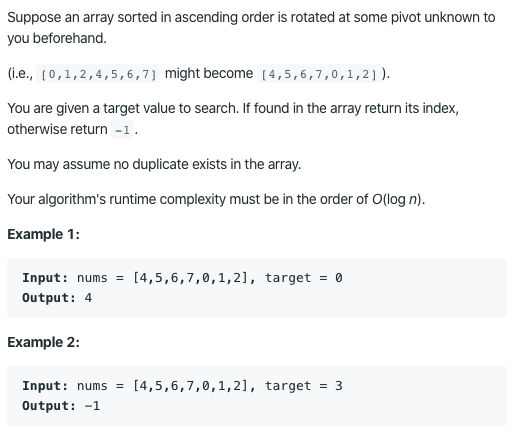 Suppose an array sorted in ascending order is rotated at some pivot unknown to
you beforehand.
(i.e., [0,1,2,4,5,6,7] might become [4,5,6,7,0,1,2] ).
You are given a target value to search. If found in the array return its index,
otherwise return -1 .
You may assume no duplicate exists in the array.
Your algorithm's runtime complexity must be in the order of O(log n).
Example 1:
Input: nums = [4,5,6,7,0,1,2], target = 0
Output: 4
Example 2:
Input: nums = [4,5,6,7,0,1,2], target = 3
Output: -1